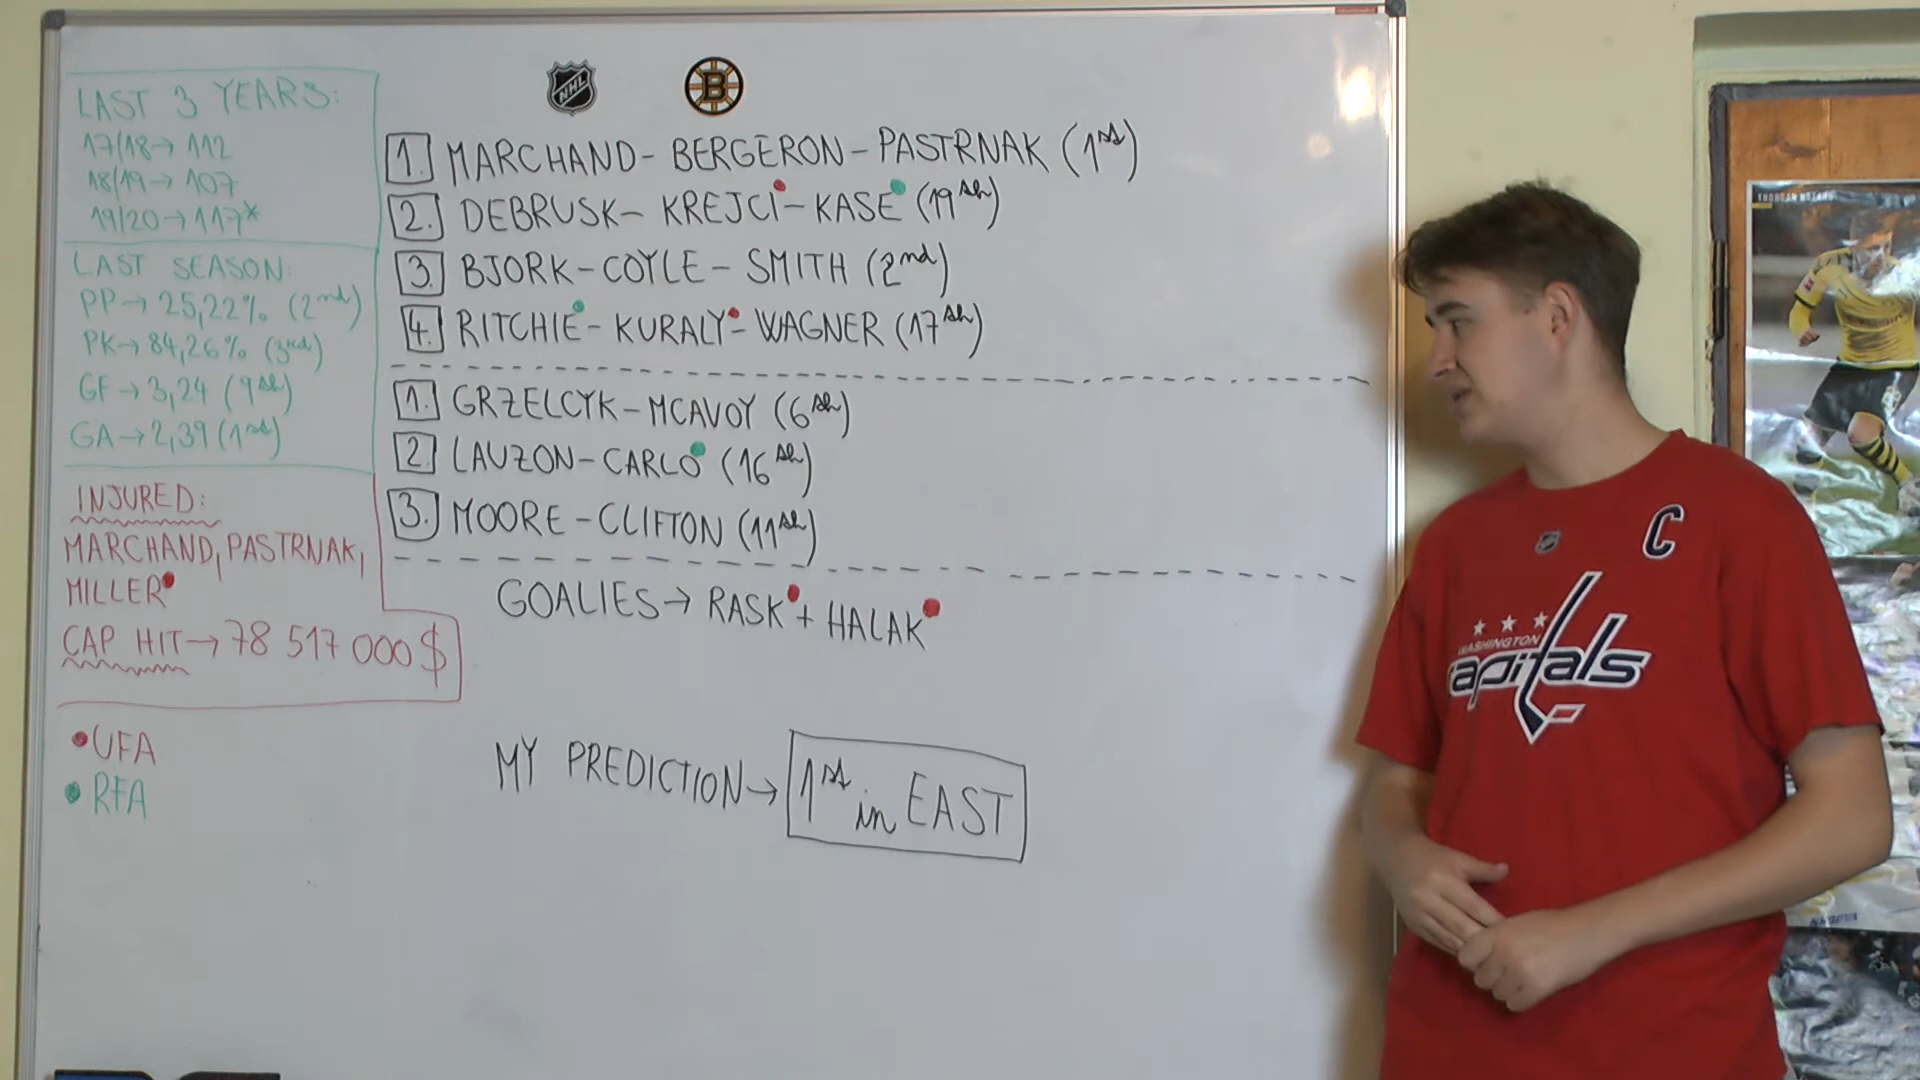 LAST 3 YEARS:
17/18→ 112
18/19→ 107
19/20→ 117*
LAST SEASON:
PP→ 25,22% (2nd)
PK→ 84,26% (3rd)
GF→ 3,24 (9th)
GA→ 2,39 (1st)
INJURED:
MARCHAND, PASTRNAK,
MILLER
CAP HIT→ 78 517 000$
UFA
RFA
NHL
B
1. MARCHAND- BERGERON- PASTRNAK (1st)
2. DEBRUSK- KREJCI- KASE (19th)
3. BJORK- COYLE- SMITH (2nd)
4. RITCHIE- KURALY- WAGNER (17th)
1. GRZELCYK- MCAVOY (6th)
2. LAUZON- CARLO (16th)
3. MOORE- CLIFTON (11th)
GOALIES→ RASK + HALAK
MY PREDICTION→ 1st in EAST
C
WASHINGTON
capitals